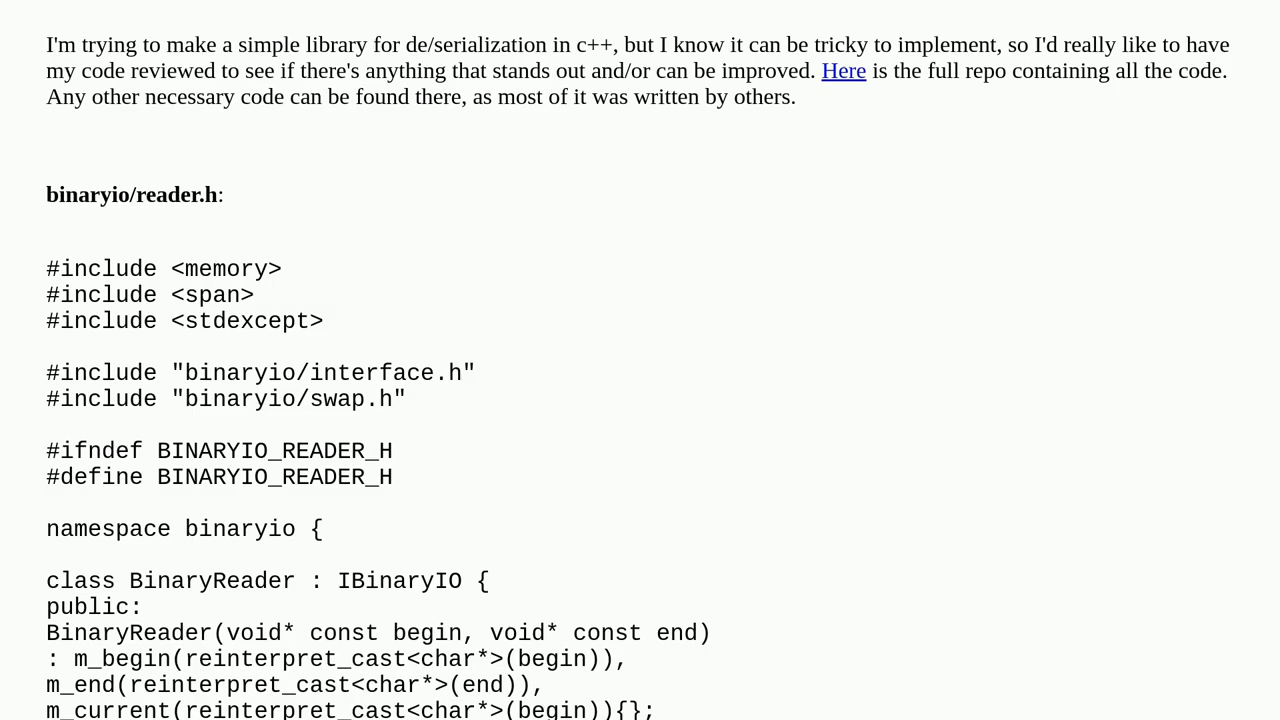 I'm trying to make a simple library for de/serialization in c++, but I know it can be tricky to implement, so I'd really like to have
my code reviewed to see if there's anything that stands out and/or can be improved. Here is the full repo containing all the code.
Any other necessary code can be found there, as most of it was written by others.
binaryio/reader.h:
#include <memory>
#include <span>
#include <stdexcept>
#include "binaryio/interface.h"
#include "binaryio/swap.h"
#ifndef BINARYIO_READER_H
#define BINARYIO_READER_H
namespace binaryio {
class BinaryReader : IBinaryIO {
public:
BinaryReader(void* const begin, void* const end)
: m_begin(reinterpret_cast<char*>(begin)),
m_end(reinterpret_cast<char*>(end)),
m_current(reinterpret_cast<char*>(begin)){};